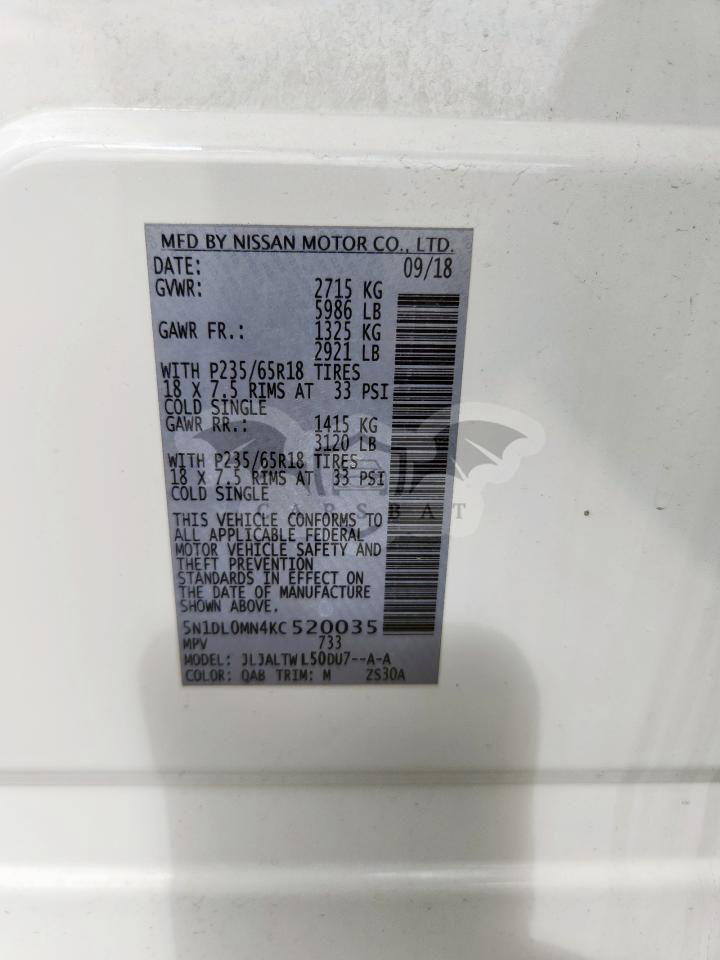 MFD BY NISSAN MOTOR CO., LTD.
DATE: 09/18
GVWR: 2715 KG
5986 LB
GAWR FR.: 1325 KG
2921 LB
WITH P235/65R18 TIRES
18 X 7.5 RIMS AT 33 PSI
COLD SINGLE
GAWR RR.: 1415 KG
3120 LB
WITH P235/65R18 TIRES
18 X 7.5 RIMS AT 33 PSI
COLD SINGLE
CARSBAT
THIS VEHICLE CONFORMS TO
ALL APPLICABLE FEDERAL
MOTOR VEHICLE SAFETY AND
THEFT PREVENTION
STANDARDS IN EFFECT ON
THE DATE OF MANUFACTURE
SHOWN ABOVE.
5N1DL0MN4KC520035
MPV 733
MODEL: JLJALTWL50DU7--A-A
COLOR: QAB TRIM: M ZS30A